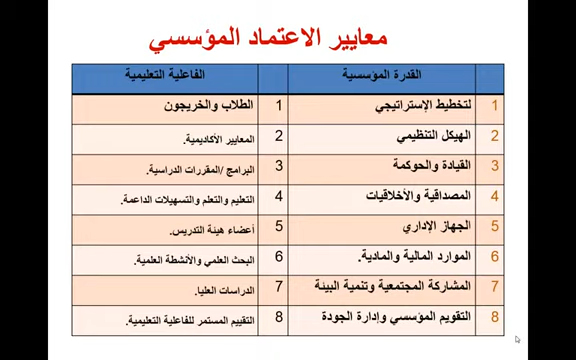 معايير الاعتماد المؤسسي
القدرة المؤسسية الفاعلية التعليمية
1 لتخطيط الإستراتيجي 1 الطلاب والخريجون
2 الهيكل التنظيمي 2 المعايير الأكاديمية.
3 القيادة والحوكمة 3 البرامج /المقررات الدراسية.
4 المصداقية والأخلاقيات 4 التعليم والتعلم والتسهيلات الداعمة.
5 الجهاز الإداري 5 أعضاء هيئة التدريس.
6 الموارد المالية والمادية. 6 البحث العلمي والأنشطة العلمية.
7 المشاركة المجتمعية وتنمية البيئة 7 الدراسات العليا.
8 التقويم المؤسسي وإدارة الجودة 8 التقييم المستمر للفاعلية التعليمية.